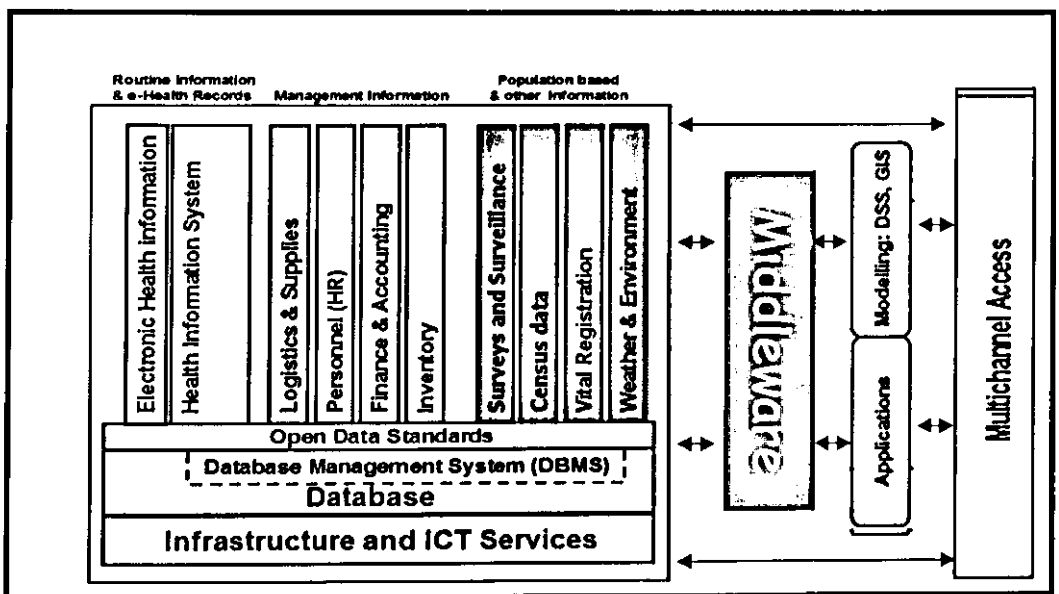 Routine Information
& e-Health Records
Management Information
Population based
& other Information
Electronic Health information
Health Information System
Logistics & Supplies
Personnel (HR)
Finance & Accounting
Inventory
Surveys and Surveillance
Census data
Vital Registration
Weather & Environment
Open Data Standards
Database Management System (DBMS)
Database
Infrastructure and ICT Services
Middleware
Modelling: DSS, GIS
Applications
Multichannel Access